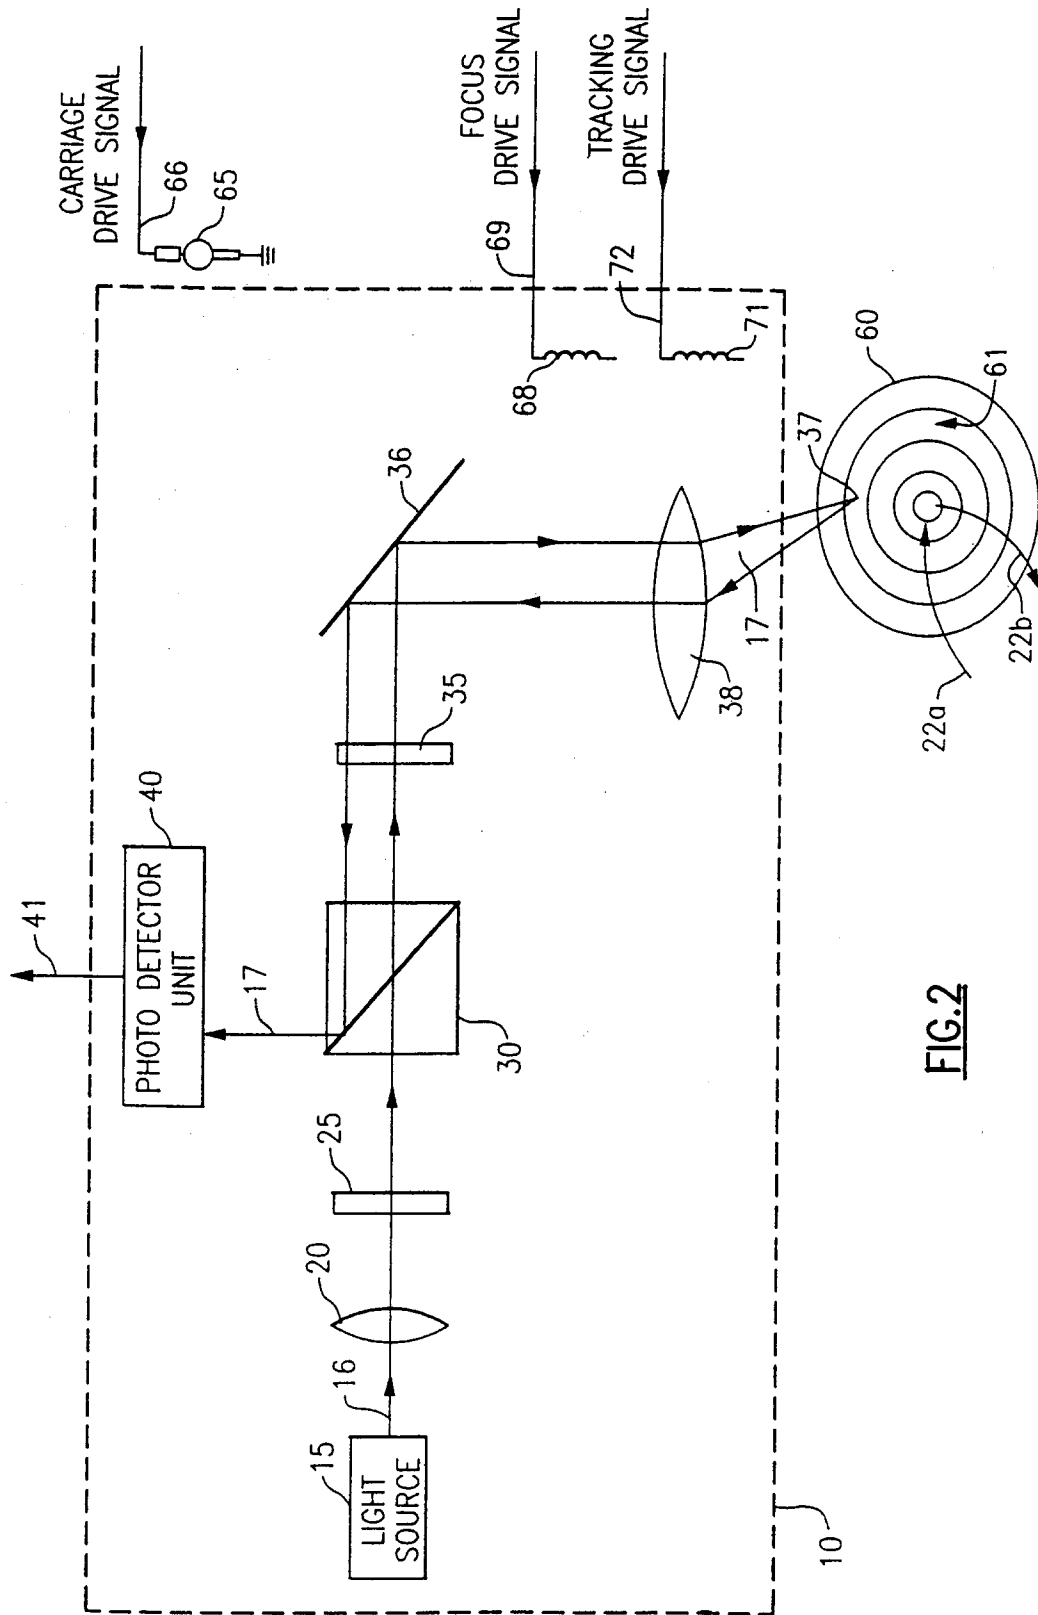 CARRIAGE
DRIVE SIGNAL
66
65
FOCUS
DRIVE SIGNAL
69
68
TRACKING
DRIVE SIGNAL
72
71
41
40
PHOTO DETECTOR
UNIT
17
36
35
30
25
20
16
15
LIGHT
SOURCE
10
38
17
37
60
61
22a
22b
FIG.2